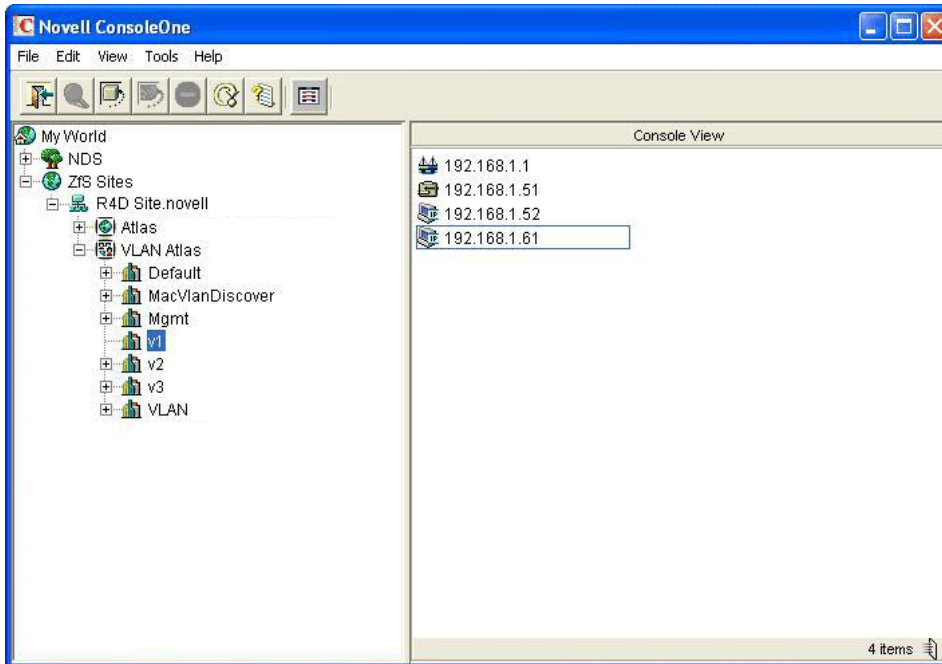 Novell ConsoleOne
File Edit View Tools Help
My World
NDS
ZfS Sites
R4D Site.novell
Atlas
VLAN Atlas
Default
MacVlanDiscover
Mgmt
v1
v2
v3
VLAN
Console View
192.168.1.1
192.168.1.51
192.168.1.52
192.168.1.61
4 items